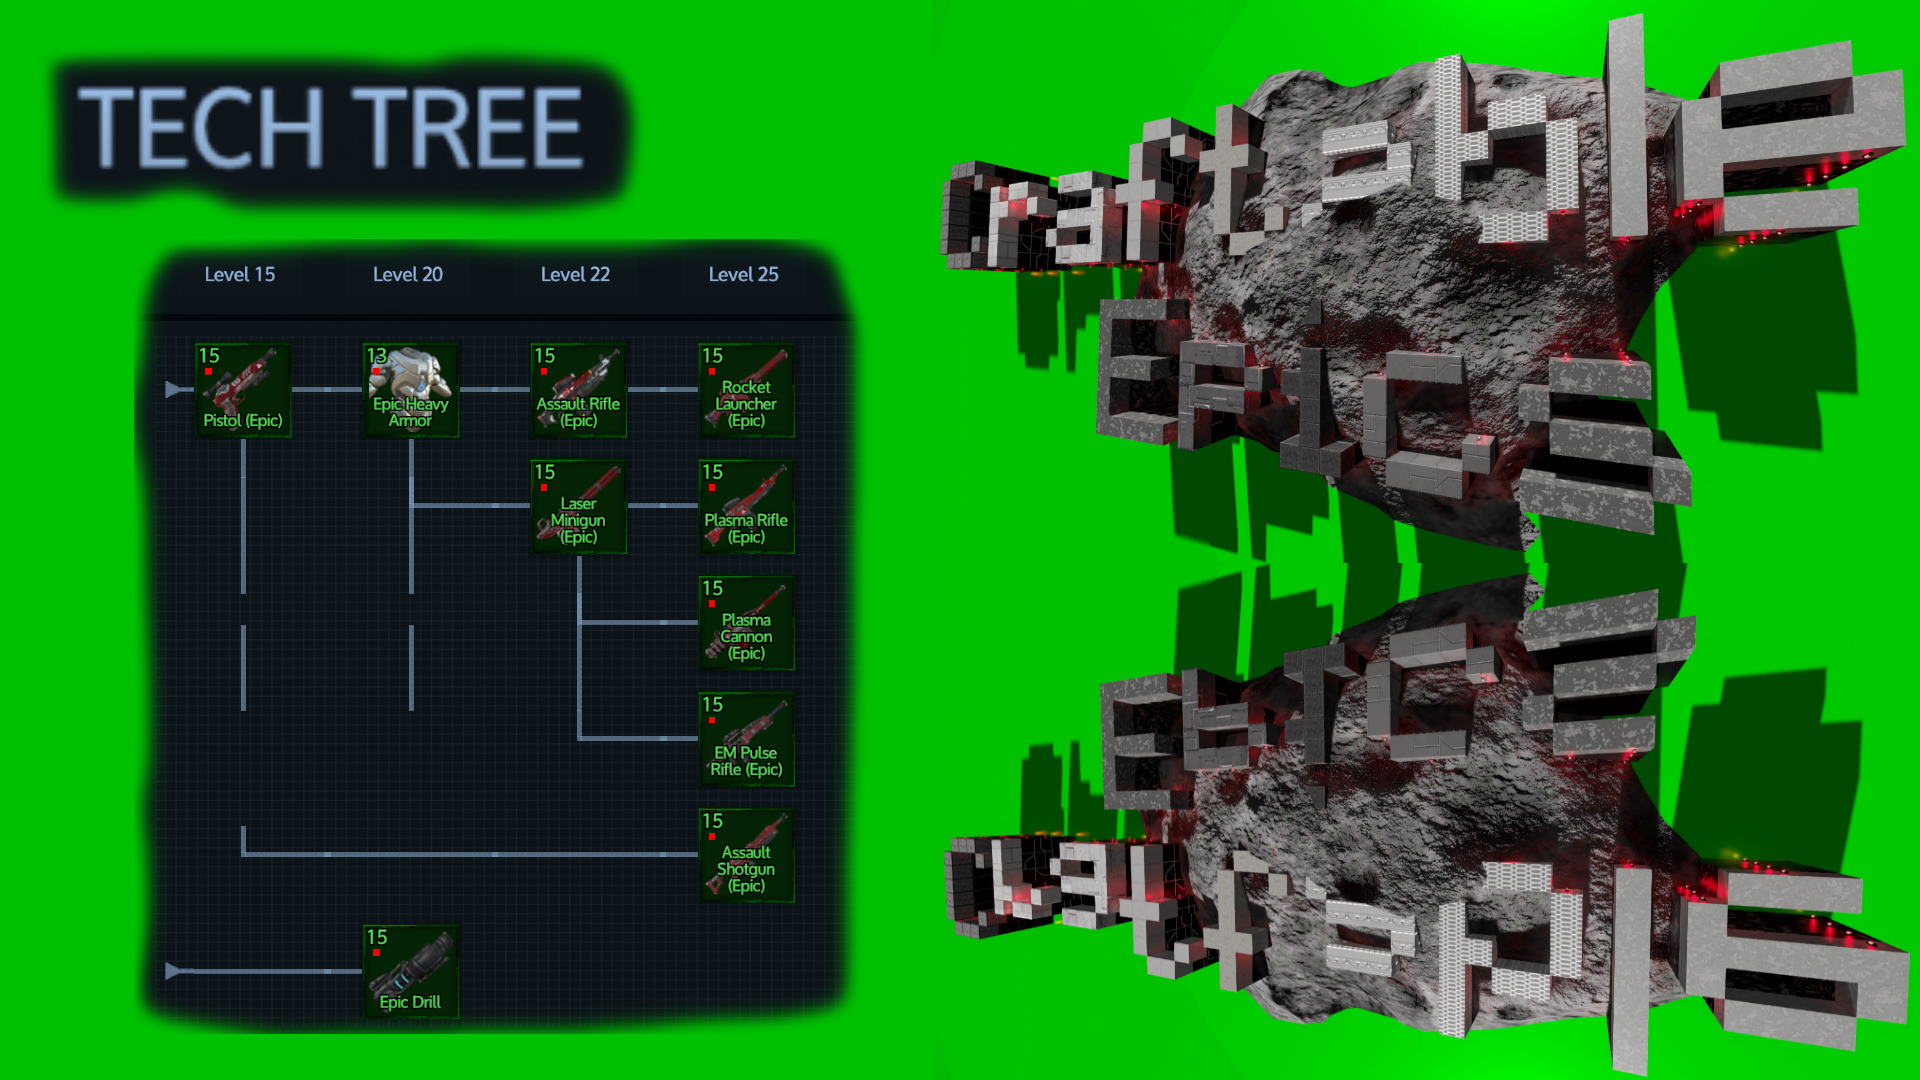 TECH TREE
Level 15 Level 20 Level 22 Level 25
15
Pistol (Epic)
13
Epic Heavy
Armor
15
Assault Rifle
(Epic)
15
Rocket
Launcher
(Epic)
15
Laser
Minigun
(Epic)
15
Plasma Rifle
(Epic)
15
Plasma
Cannon
(Epic)
15
EM Pulse
Rifle (Epic)
15
Assault
Shotgun
(Epic)
15
Epic Drill
Craftable
EPICS
Craftable
EPICS